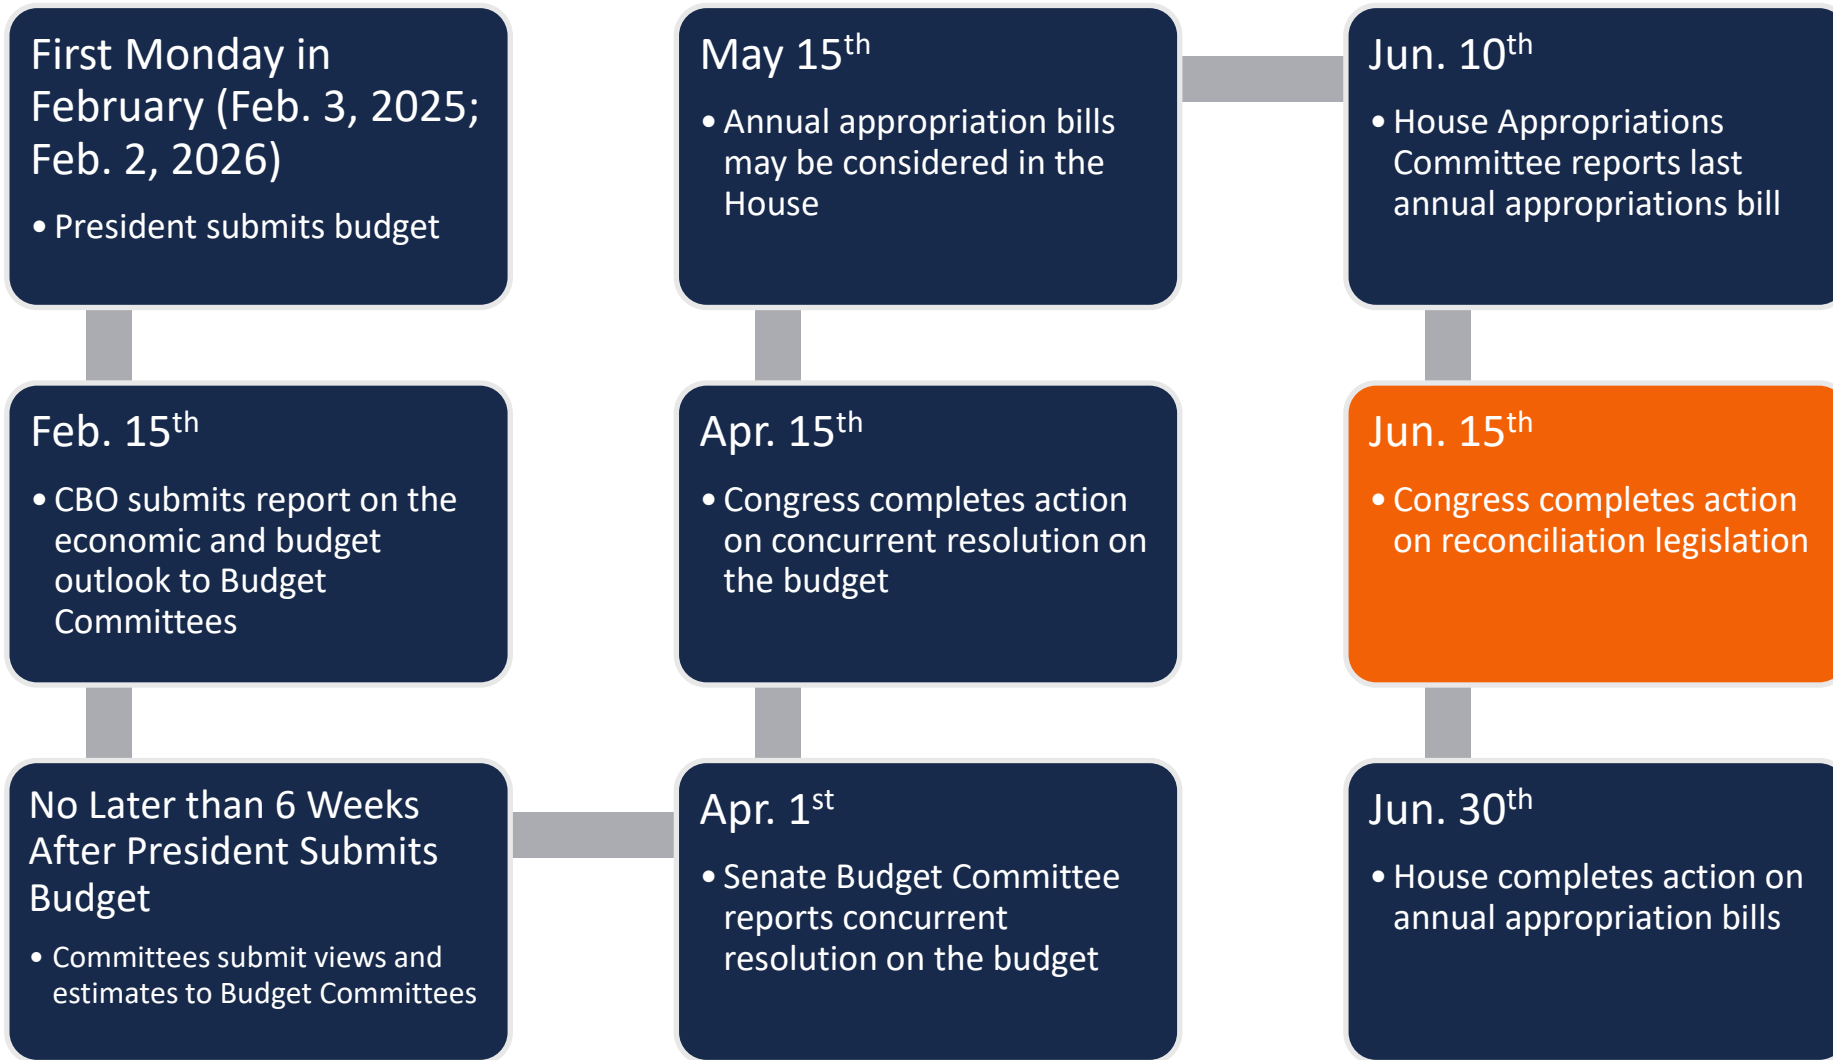 First Monday in
February (Feb. 3, 2025;
Feb. 2, 2026)
• President submits budget
Feb. 15th
• CBO submits report on the
economic and budget
outlook to Budget
Committees
No Later than 6 Weeks
After President Submits
Budget
• Committees submit views and
estimates to Budget Committees
Apr. 1st
• Senate Budget Committee
reports concurrent
resolution on the budget
Apr. 15th
• Congress completes action
on concurrent resolution on
the budget
May 15th
• Annual appropriation bills
may be considered in the
House
Jun. 10th
• House Appropriations
Committee reports last
annual appropriations bill
Jun. 15th
• Congress completes action
on reconciliation legislation
Jun. 30th
• House completes action on
annual appropriation bills